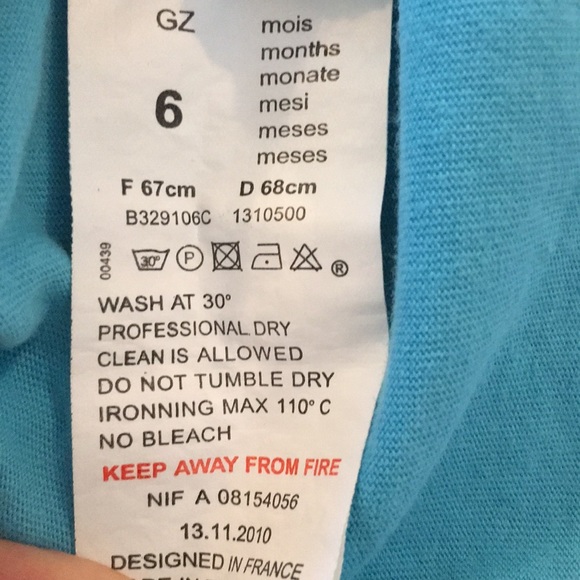 GZ
6
mois
months
monate
mesi
meses
meses
F 67cm D 68cm
B329106C 1310500
00439
30° P ®
WASH AT 30°
PROFESSIONAL DRY
CLEAN IS ALLOWED
DO NOT TUMBLE DRY
IRONNING MAX 110° C
NO BLEACH
KEEP AWAY FROM FIRE
NIF A 08154056
13.11.2010
DESIGNED IN FRANCE